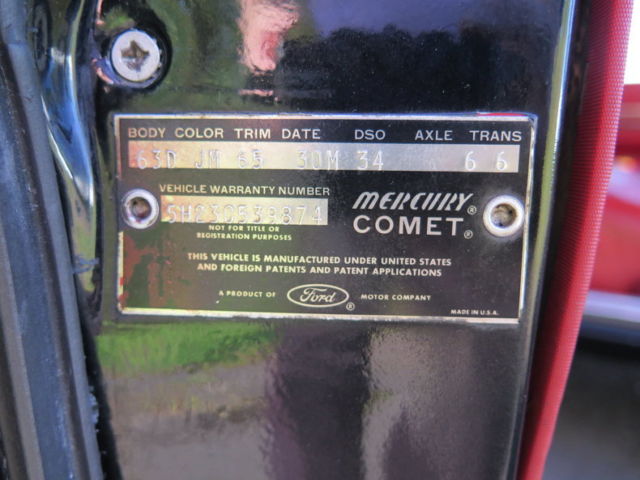 BODY COLOR TRIM DATE DSO AXLE TRANS
63D JM 65 30M 34 6 6
VEHICLE WARRANTY NUMBER
5H23C539874
MERCURY®
COMET®
NOT FOR TITLE OR
REGISTRATION PURPOSES
THIS VEHICLE IS MANUFACTURED UNDER UNITED STATES
AND FOREIGN PATENTS AND PATENT APPLICATIONS
A PRODUCT OF Ford® MOTOR COMPANY
MADE IN U.S.A.